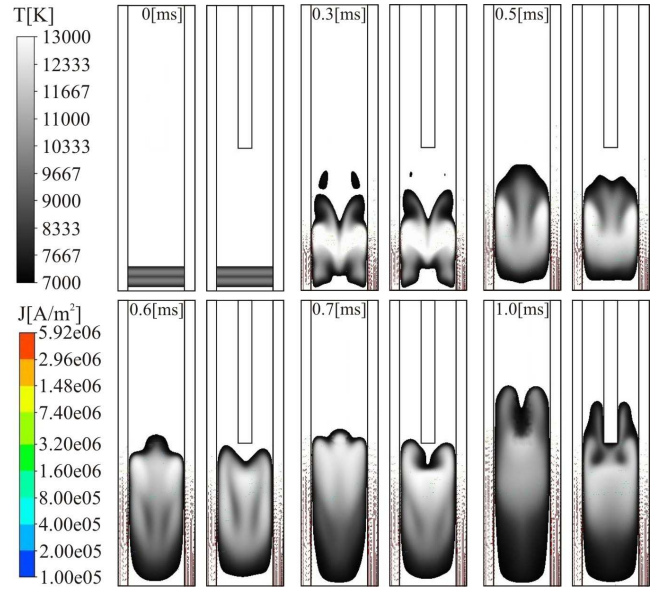 T[K]
13000
12333
11667
11000
10333
9667
9000
8333
7667
7000
0[ms]
0.3[ms]
0.5[ms]
J[A/m²]
5.92e06
2.96e06
1.48e06
7.40e06
3.20e06
1.60e06
8.00e05
4.00e05
2.00e05
1.00e05
0.6[ms]
0.7[ms]
1.0[ms]